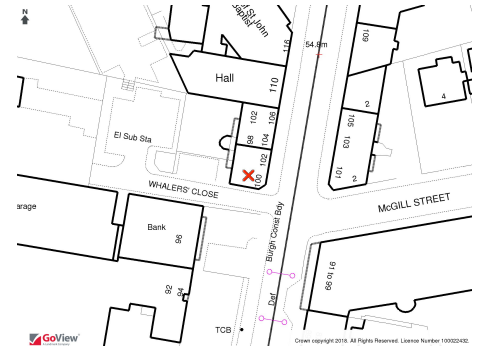 N
of St. John
Baptist
116
54.8m
109
Hall
110
2
4
102
106
105
El Sub Sta
98
104
103
102
101
100
2
WHALERS' CLOSE
McGILL STREET
arage
Bank
96
Burgh Const Bdy
91 to 99
92
94
Def
TCB
GoView
Crown copyright 2018. All Rights Reserved. Licence Number 100022432.